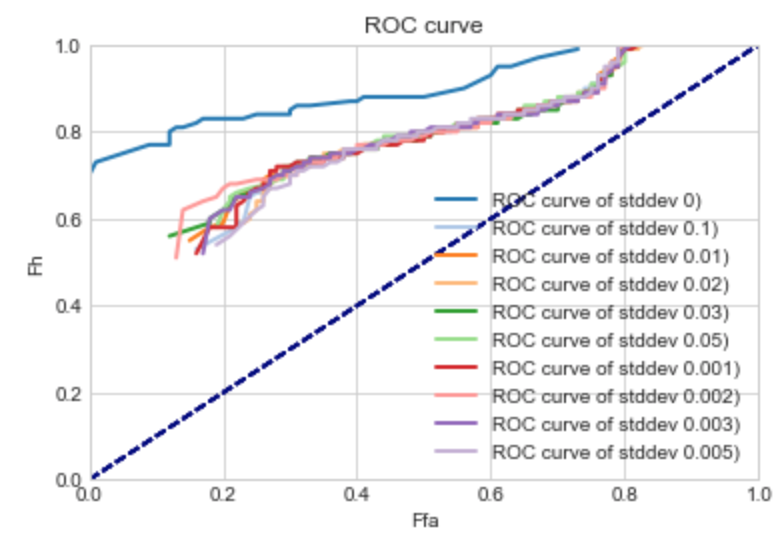 ROC curve
1.0
0.8
0.6
0.4
0.2
0.0
Fh
ROC curve of stddev 0)
ROC curve of stddev 0.1)
ROC curve of stddev 0.01)
ROC curve of stddev 0.02)
ROC curve of stddev 0.03)
ROC curve of stddev 0.05)
ROC curve of stddev 0.001)
ROC curve of stddev 0.002)
ROC curve of stddev 0.003)
ROC curve of stddev 0.005)
0.0 0.2 0.4 0.6 0.8 1.0
Ffa